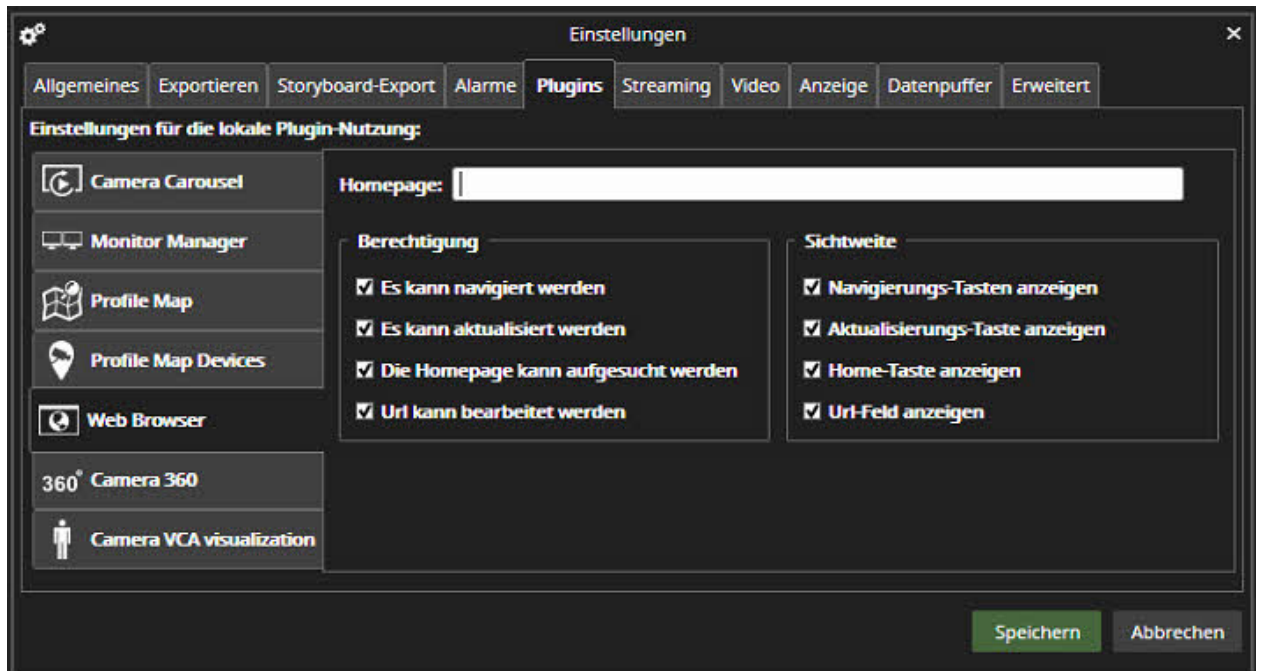 Einstellungen
Allgemeines Exportieren Storyboard-Export Alarme Plugins Streaming Video Anzeige Datenpuffer Erweitert
Einstellungen für die lokale Plugin-Nutzung:
Camera Carousel
Monitor Manager
Profile Map
Profile Map Devices
Web Browser
360° Camera 360
Camera VCA visualization
Homepage:
Berechtigung
Es kann navigiert werden
Es kann aktualisiert werden
Die Homepage kann aufgesucht werden
Url kann bearbeitet werden
Sichtweite
Navigierungs-Tasten anzeigen
Aktualisierungs-Taste anzeigen
Home-Taste anzeigen
Url-Feld anzeigen
Speichern Abbrechen